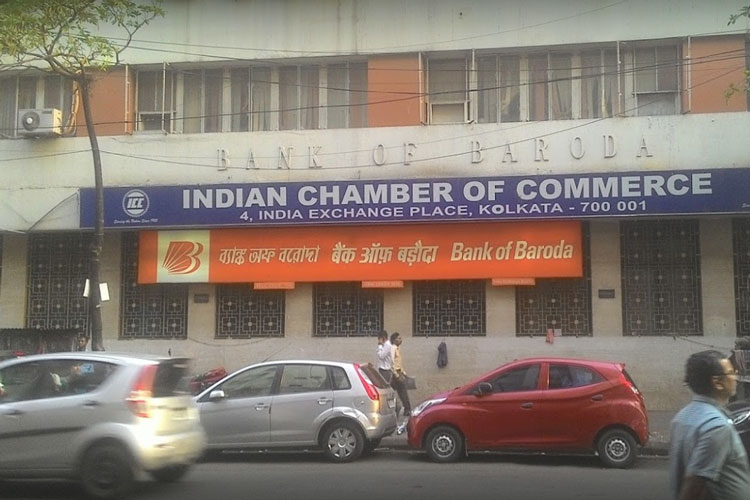 BANK OF BARODA
ICC
INDIAN CHAMBER OF COMMERCE
4, INDIA EXCHANGE PLACE, KOLKATA - 700 001
ব্যাঙ্ক অফ বরোদা बैंक ऑफ़ बड़ौदा Bank of Baroda